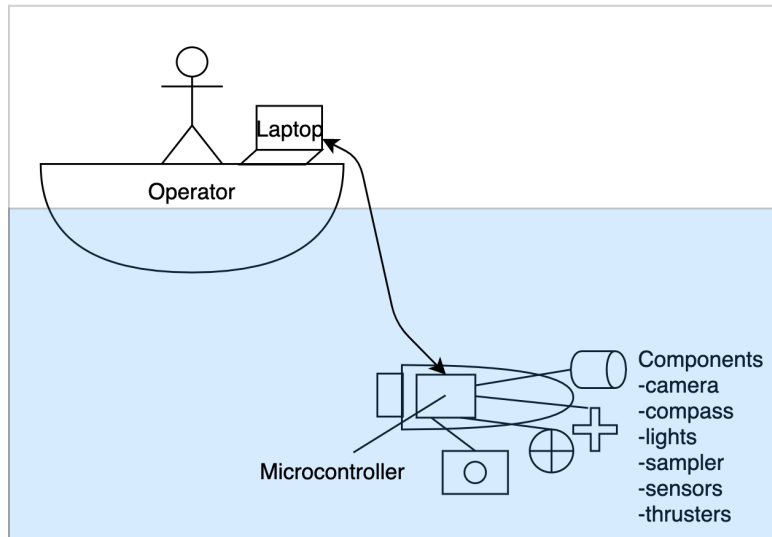 Laptop
Operator
Components
-camera
-compass
-lights
-sampler
-sensors
-thrusters
Microcontroller